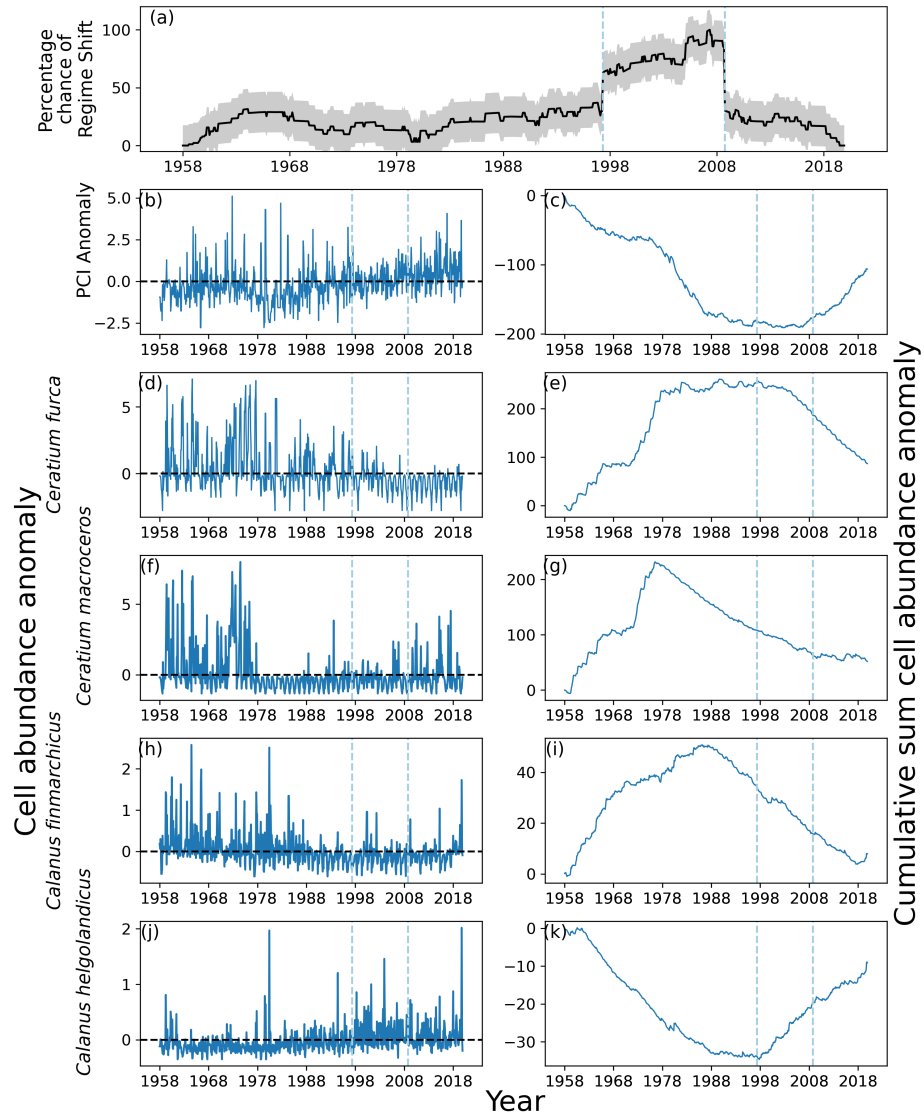 (a)
Percentage
chance of
Regime Shift
100
50
0
1958 1968 1978 1988 1998 2008 2018
(b)
PCI Anomaly
5.0
2.5
0.0
−2.5
1958 1968 1978 1988 1998 2008 2018
(c)
0
−100
−200
1958 1968 1978 1988 1998 2008 2018
(d)
Ceratium furca
5
0
1958 1968 1978 1988 1998 2008 2018
(e)
200
100
0
1958 1968 1978 1988 1998 2008 2018
(f)
Ceratium macroceros
5
0
1958 1968 1978 1988 1998 2008 2018
(g)
200
100
0
1958 1968 1978 1988 1998 2008 2018
(h)
Calanus finmarchicus
2
1
0
1958 1968 1978 1988 1998 2008 2018
(i)
40
20
0
1958 1968 1978 1988 1998 2008 2018
(j)
Calanus helgolandicus
2
1
0
1958 1968 1978 1988 1998 2008 2018
(k)
0
−10
−20
−30
1958 1968 1978 1988 1998 2008 2018
Cell abundance anomaly
Cumulative sum cell abundance anomaly
Year